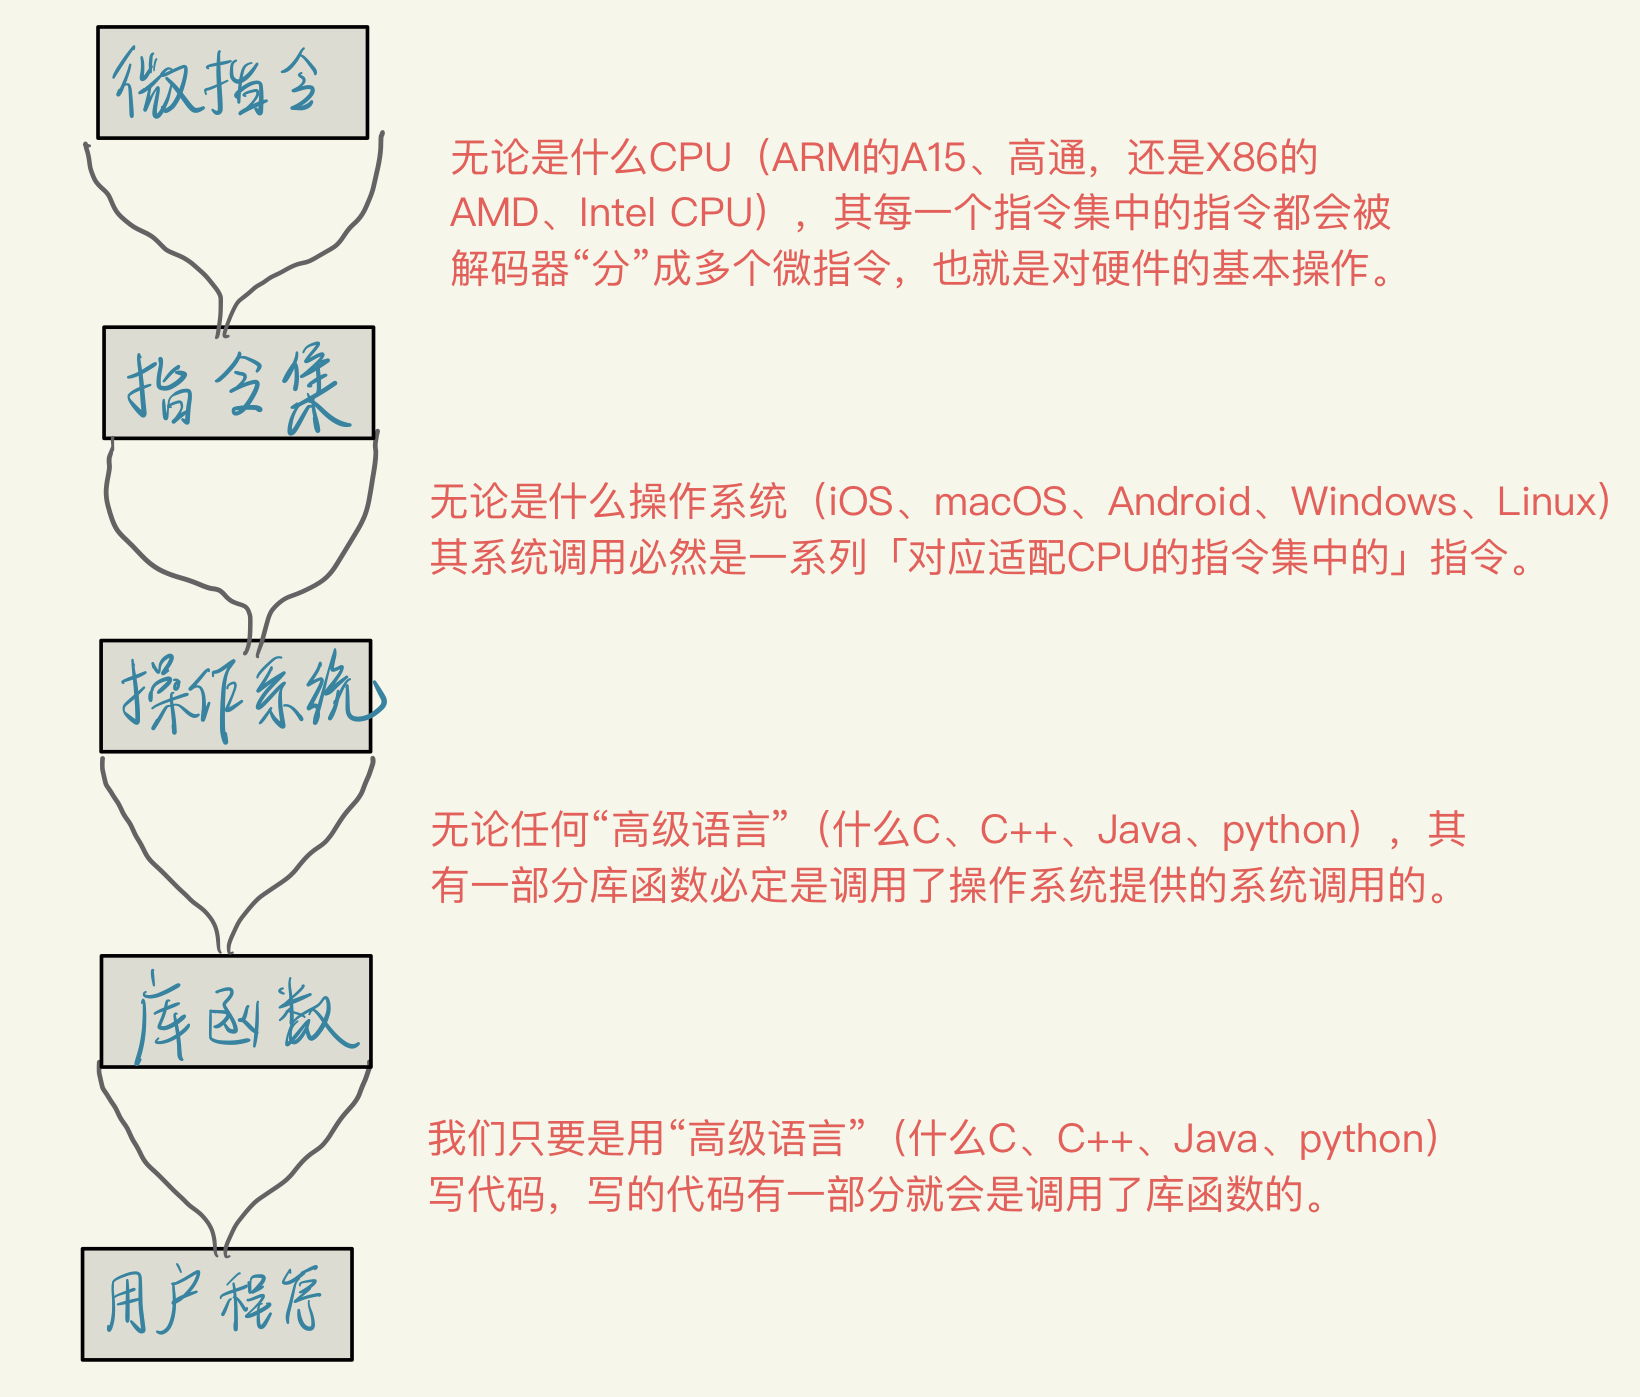 微指令
无论是什么CPU（ARM的A15、高通，还是X86的
AMD、Intel CPU），其每一个指令集中的指令都会被
解码器“分”成多个微指令，也就是对硬件的基本操作。
指令集
无论是什么操作系统（iOS、macOS、Android、Windows、Linux）
其系统调用必然是一系列「对应适配CPU的指令集中的」指令。
操作系统
无论任何“高级语言”（什么C、C++、Java、python），其
有一部分库函数必定是调用了操作系统提供的系统调用的。
库函数
我们只要是用“高级语言”（什么C、C++、Java、python）
写代码，写的代码有一部分就会是调用了库函数的。
用户程序